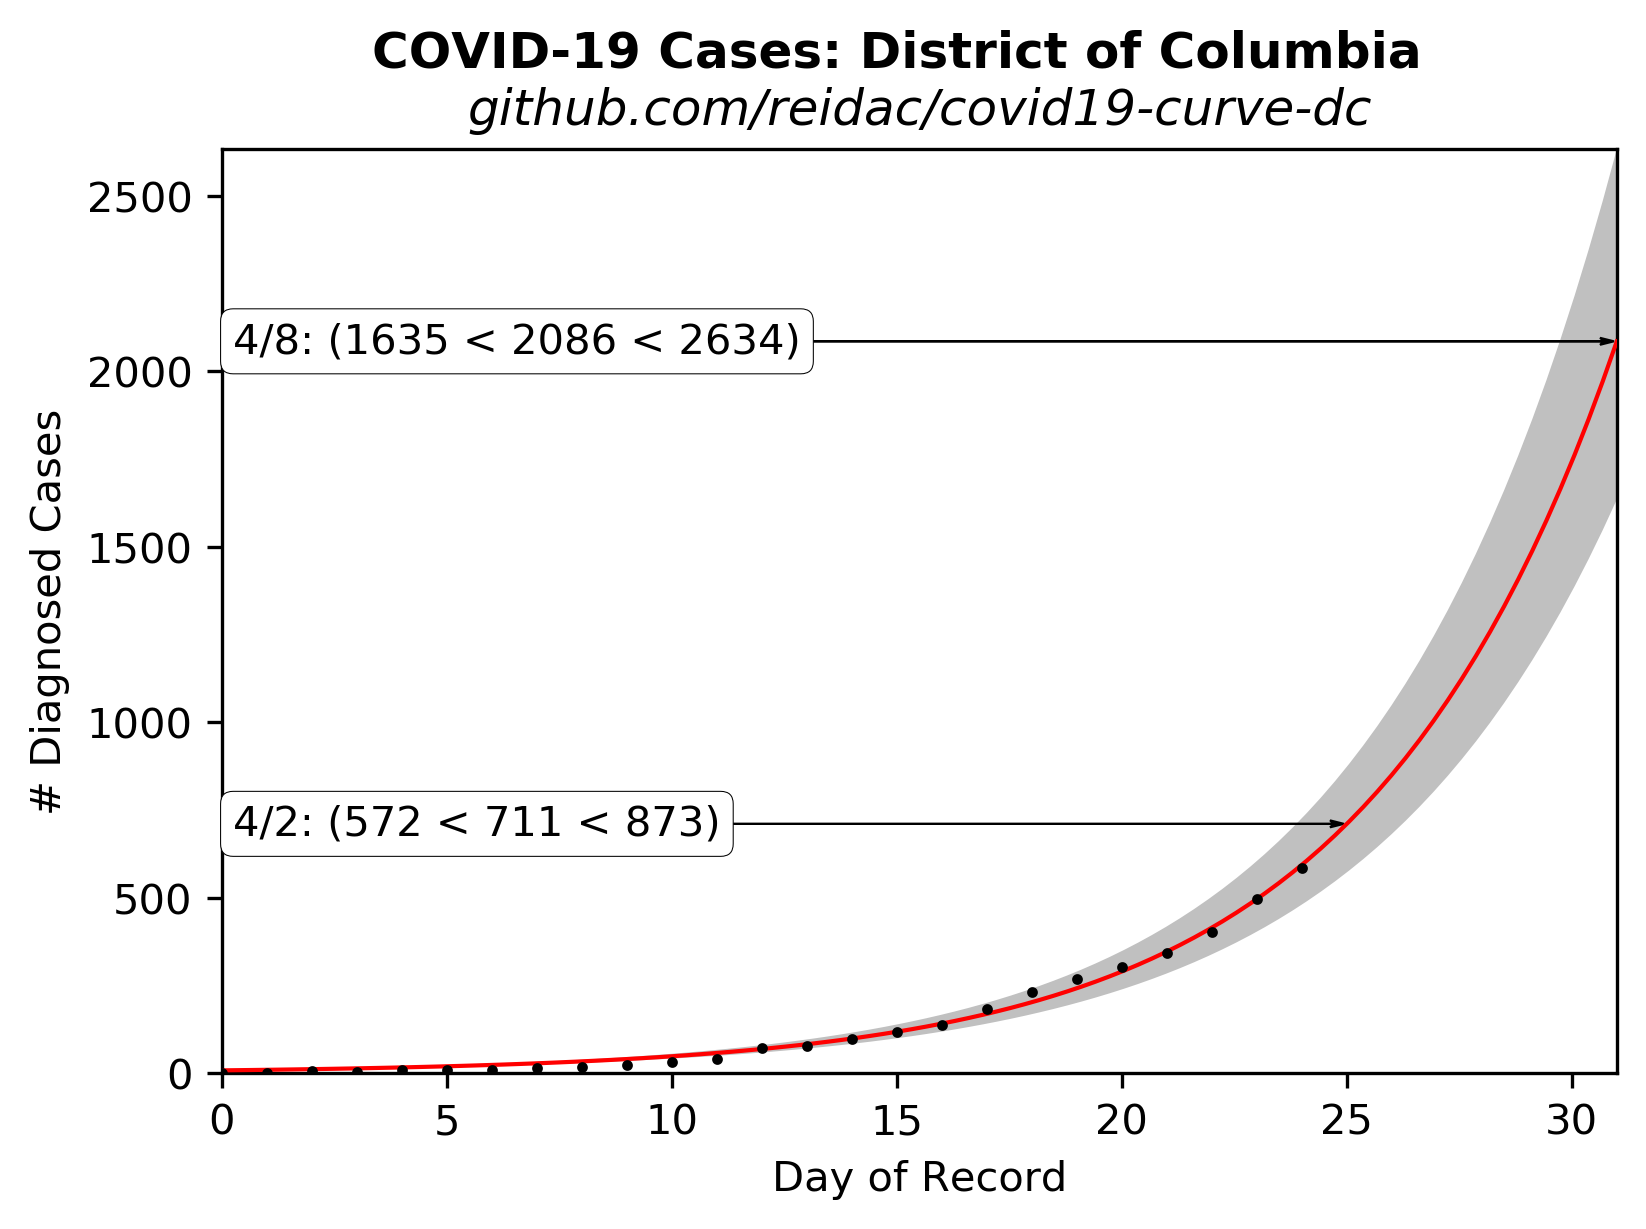 COVID-19 Cases: District of Columbia
github.com/reidac/covid19-curve-dc
# Diagnosed Cases
2500
2000
1500
1000
500
0
4/8: (1635 < 2086 < 2634)
4/2: (572 < 711 < 873)
0 5 10 15 20 25 30
Day of Record